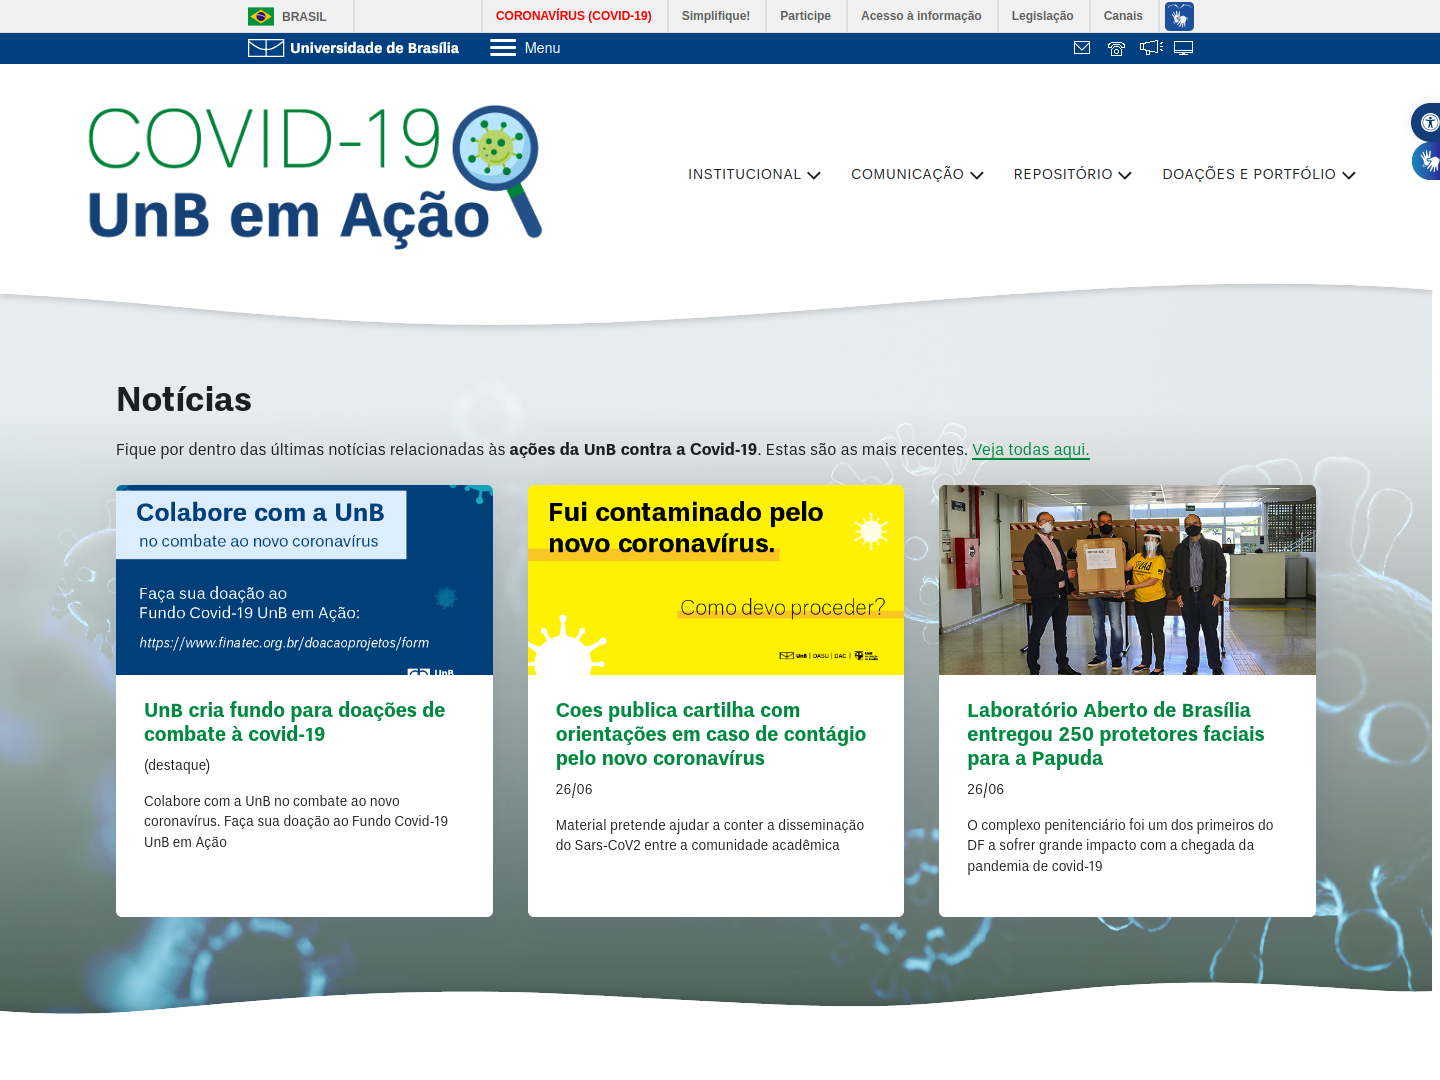 BRASIL
CORONAVÍRUS (COVID-19)
Simplifique!
Participe
Acesso à informação
Legislação
Canais
Universidade de Brasília
Menu
COVID-19
UnB em Ação
INSTITUCIONAL
COMUNICAÇÃO
REPOSITÓRIO
DOAÇÕES E PORTFÓLIO
Notícias
Fique por dentro das últimas notícias relacionadas às ações da UnB contra a Covid-19. Estas são as mais recentes. Veja todas aqui.
Colabore com a UnB
no combate ao novo coronavírus
Faça sua doação ao
Fundo Covid-19 UnB em Ação:
https://www.finatec.org.br/doacaoprojetos/form
UnB
UnB cria fundo para doações de
combate à covid-19
(destaque)
Colabore com a UnB no combate ao novo
coronavírus. Faça sua doação ao Fundo Covid-19
UnB em Ação
Fui contaminado pelo
novo coronavírus.
Como devo proceder?
UnB | DASU | DAC |
Coes publica cartilha com
orientações em caso de contágio
pelo novo coronavírus
26/06
Material pretende ajudar a conter a disseminação
do Sars-CoV2 entre a comunidade acadêmica
Laboratório Aberto de Brasília
entregou 250 protetores faciais
para a Papuda
26/06
O complexo penitenciário foi um dos primeiros do
DF a sofrer grande impacto com a chegada da
pandemia de covid-19